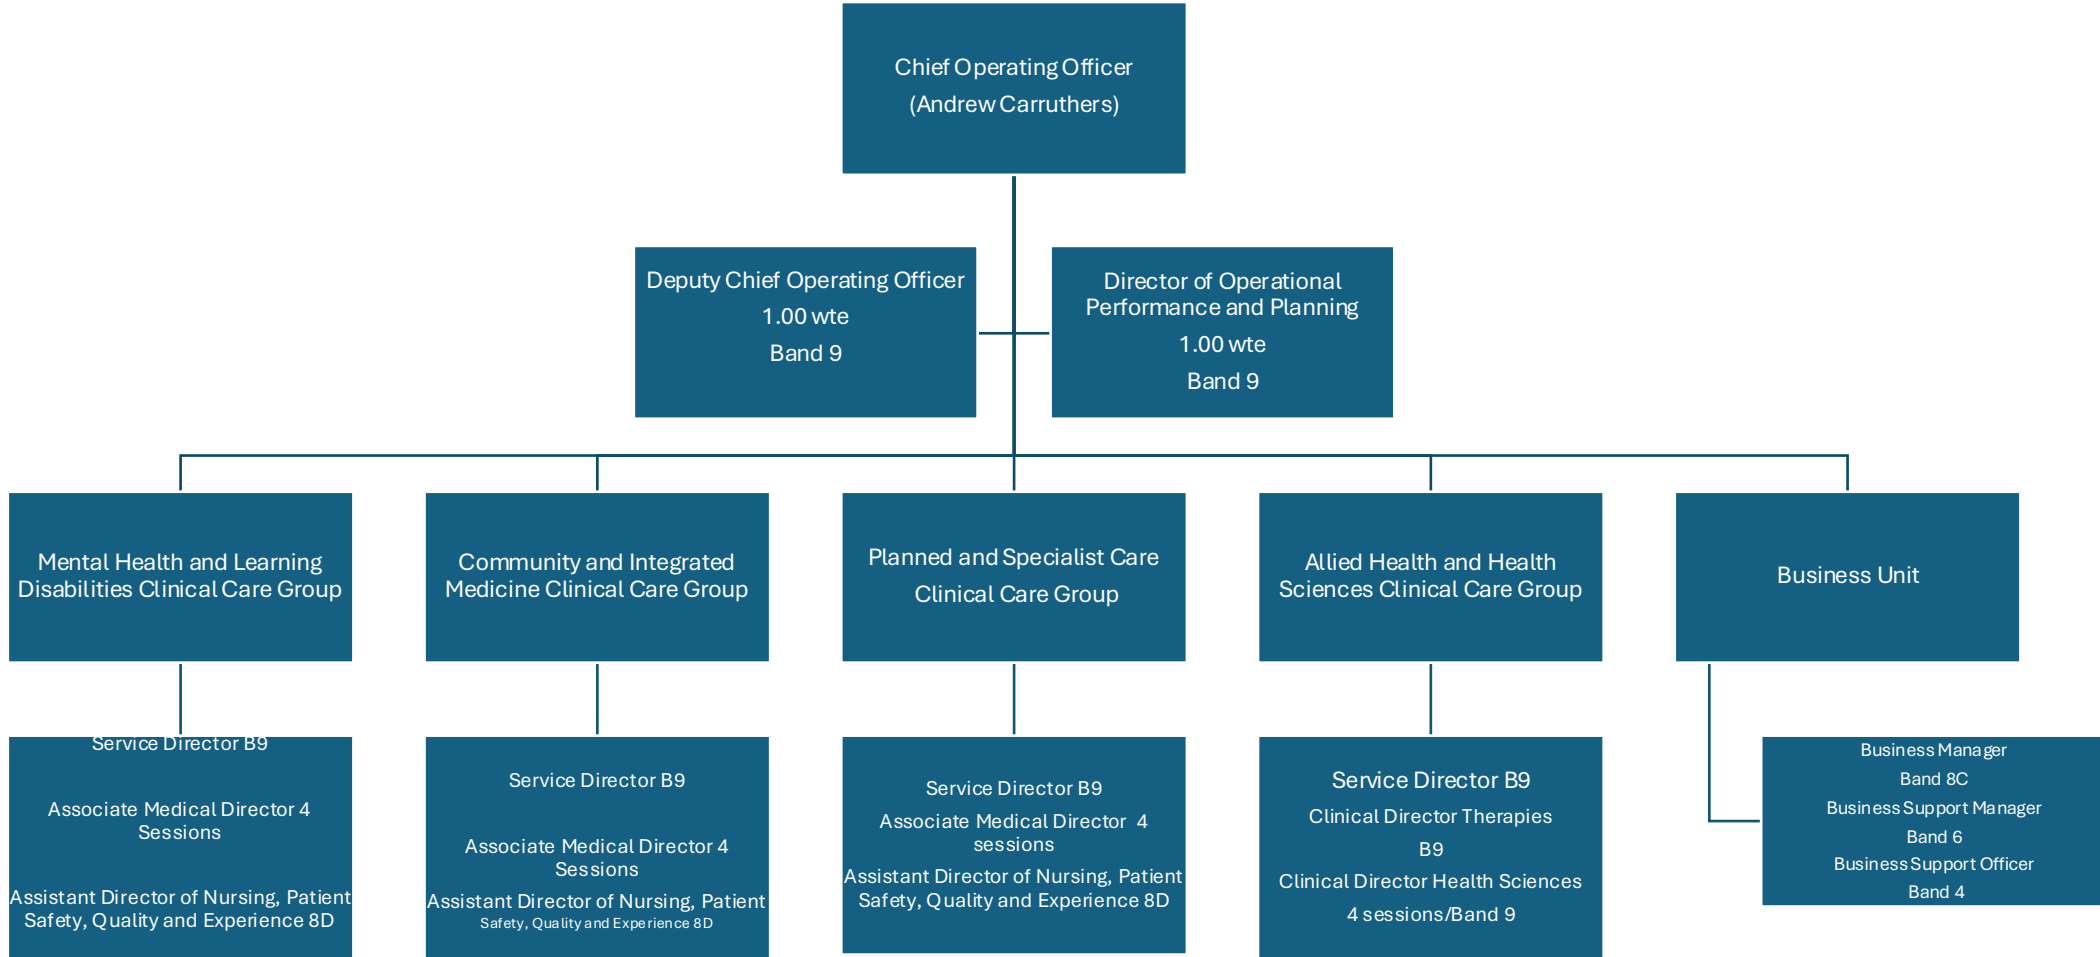 Chief Operating Officer
(Andrew Carruthers)
Deputy Chief Operating Officer
1.00 wte
Band 9
Director of Operational
Performance and Planning
1.00 wte
Band 9
Mental Health and Learning
Disabilities Clinical Care Group
Community and Integrated
Medicine Clinical Care Group
Planned and Specialist Care
Clinical Care Group
Allied Health and Health
Sciences Clinical Care Group
Business Unit
Service Director B9
Associate Medical Director 4
Sessions
Assistant Director of Nursing, Patient
Safety, Quality and Experience 8D
Service Director B9
Associate Medical Director 4
Sessions
Assistant Director of Nursing, Patient
Safety, Quality and Experience 8D
Service Director B9
Associate Medical Director 4
sessions
Assistant Director of Nursing, Patient
Safety, Quality and Experience 8D
Service Director B9
Clinical Director Therapies
B9
Clinical Director Health Sciences
4 sessions/Band 9
Business Manager
Band 8C
Business Support Manager
Band 6
Business Support Officer
Band 4